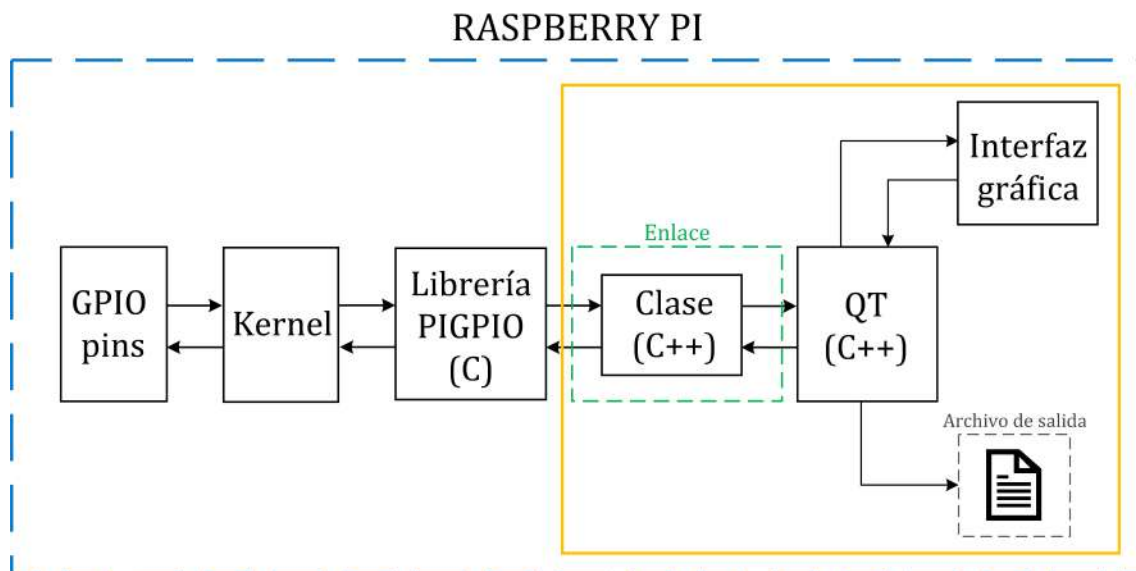 RASPBERRY PI
GPIO
pins
Kernel
Librería
PIGPIO
(C)
Enlace
Clase
(C++)
QT
(C++)
Interfaz
gráfica
Archivo de salida